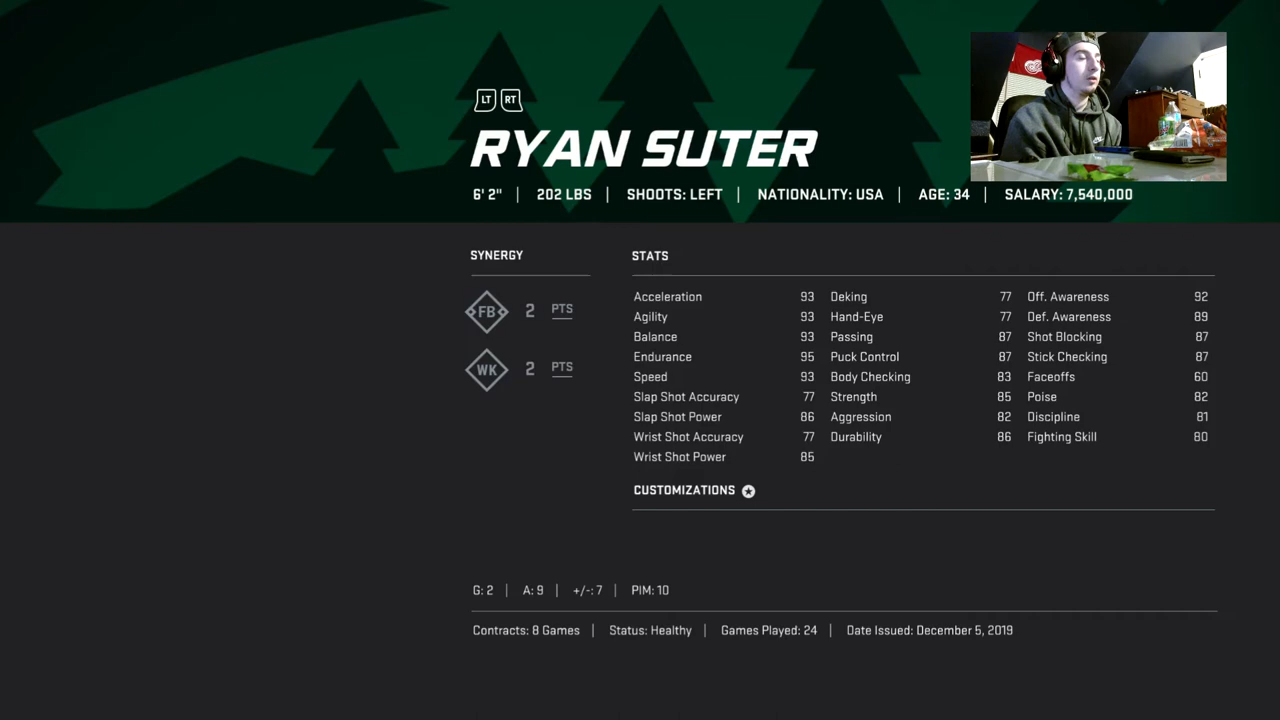 LT RT
RYAN SUTER
6' 2" | 202 LBS | SHOOTS: LEFT | NATIONALITY: USA | AGE: 34 | SALARY: 7,540,000
SYNERGY
FB 2 PTS
WK 2 PTS
STATS
Acceleration 93 Deking 77 Off. Awareness 92
Agility 93 Hand-Eye 77 Def. Awareness 89
Balance 93 Passing 87 Shot Blocking 87
Endurance 95 Puck Control 87 Stick Checking 87
Speed 93 Body Checking 83 Faceoffs 60
Slap Shot Accuracy 77 Strength 85 Poise 82
Slap Shot Power 86 Aggression 82 Discipline 81
Wrist Shot Accuracy 77 Durability 86 Fighting Skill 80
Wrist Shot Power 85
CUSTOMIZATIONS
G: 2 | A: 9 | +/-: 7 | PIM: 10
Contracts: 8 Games | Status: Healthy | Games Played: 24 | Date Issued: December 5, 2019